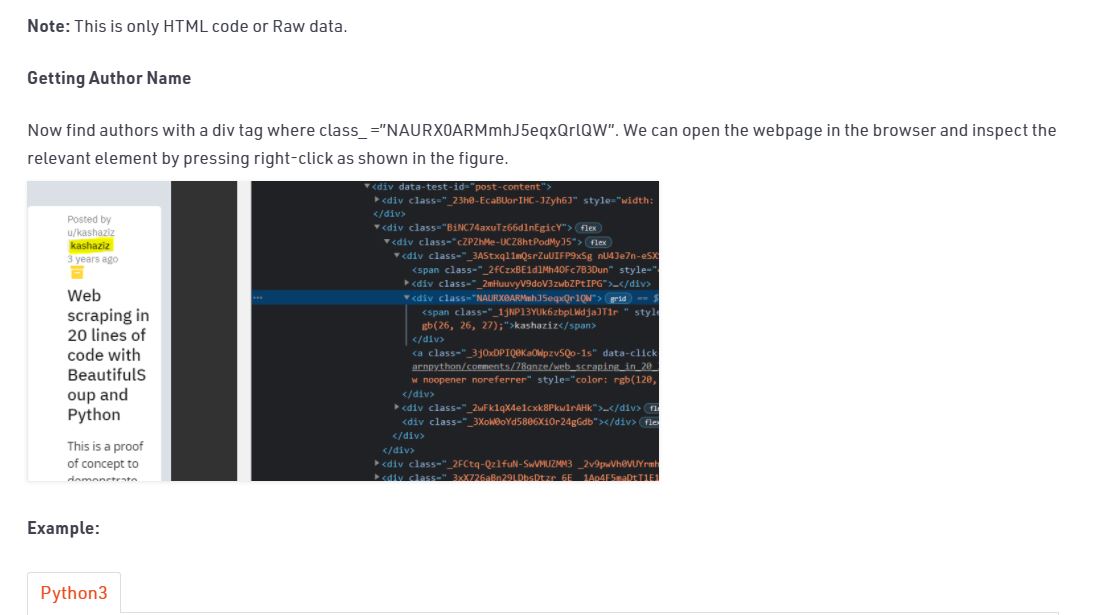 Note: This is only HTML code or Raw data.
Getting Author Name
Now find authors with a div tag where class_ =”NAURX0ARMmhJ5eqxQrlQW”. We can open the webpage in the browser and inspect the
relevant element by pressing right-click as shown in the figure.
Posted by
u/kashaziz
kashaziz
3 years ago
Web
scraping in
20 lines of
code with
BeautifulS
oup and
Python
This is a proof
of concept to
demonstrate
<div data-test-id="post-content">
<div class="_23h0-EcaBUorIHC-JZyh6J" style="width:
</div>
<div class="BiNC74axuTz66dlnEgicY"> flex
<div class="cZPZhMe-UCZ8htPodMyJ5"> flex
<div class="_3AStxql1mQsrZuUIFP9xSg nU4Je7n-eSX
<span class="_2fCzxBE1dlMh4OFc7B3Dun" style="
<div class="_2mHuuvyV9doV3zwbZPtIPG">…</div>
<div class="NAURX0ARMmhJ5eqxQrlQW"> grid == $
<span class="_1jNPl3YUk6zbpLWdjaJT1r " style
gb(26, 26, 27);">kashaziz</span>
</div>
<a class="_3jOxDPIQ0KaOWpzvSQo-1s" data-click
arnpython/comments/78qnze/web_scraping_in_20_
w noopener noreferrer" style="color: rgb(120,
</div>
<div class="_2wFk1qX4e1cxk8Pkw1rAHk">…</div>
<div class="_3XoW0oYd5806XiOr24gGdb"></div> flex
</div>
</div>
<div class="_2FCtq-QzlfuN-SwVMUZMM3 _2v9pwVh0VUYrmh
<div class="_3xX726aBn29LDbsDtzr_6E _1Ap4F5maDtT1E1
Example:
Python3